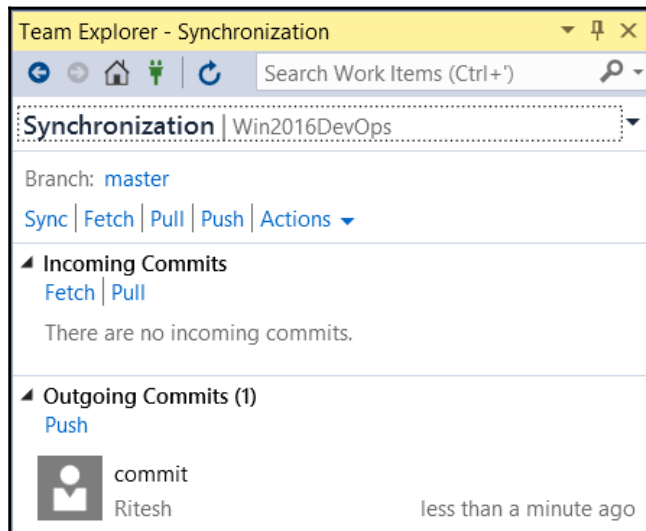 Team Explorer - Synchronization
Search Work Items (Ctrl+')
Synchronization | Win2016DevOps
Branch: master
Sync | Fetch | Pull | Push | Actions
Incoming Commits
Fetch | Pull
There are no incoming commits.
Outgoing Commits (1)
Push
commit
Ritesh less than a minute ago